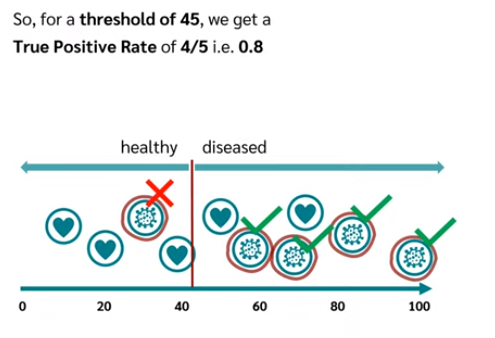 So, for a threshold of 45, we get a
True Positive Rate of 4/5 i.e. 0.8
healthy diseased
0 20 40 60 80 100